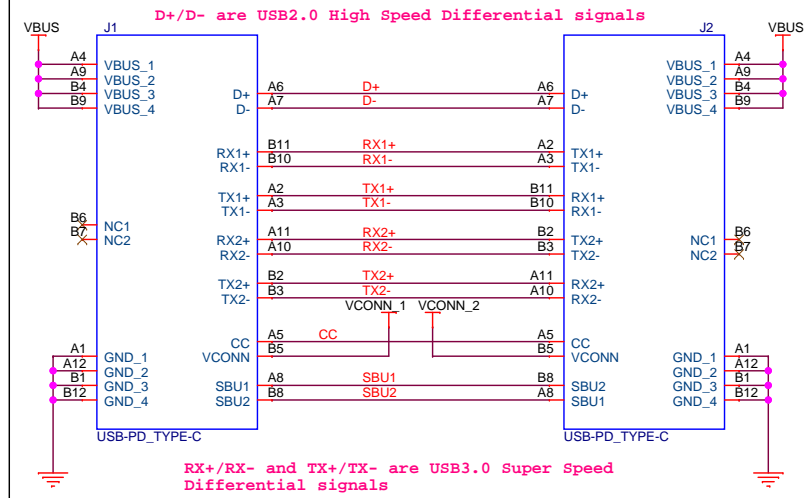 D+/D- are USB2.0 High Speed Differential signals
VBUS J1 J2 VBUS
A4 VBUS_1 VBUS_1 A4
A9 VBUS_2 VBUS_2 A9
B4 VBUS_3 VBUS_3 B4
B9 VBUS_4 VBUS_4 B9
D+ A6 D+ A6 D+
D- A7 D- A7 D-
RX1+ B11 RX1+ A2 TX1+
RX1- B10 RX1- A3 TX1-
TX1+ A2 TX1+ B11 RX1+
TX1- A3 TX1- B10 RX1-
B6 NC1 NC1 B6
B7 NC2 NC2 B7
RX2+ A11 RX2+ B2 TX2+
RX2- A10 RX2- B3 TX2-
TX2+ B2 TX2+ A11 RX2+
TX2- B3 TX2- A10 RX2-
VCONN_1 VCONN_2
CC A5 CC A5 CC
VCONN B5 B5 VCONN
A1 GND_1 GND_1 A1
A12 GND_2 GND_2 A12
B1 GND_3 GND_3 B1
B12 GND_4 GND_4 B12
SBU1 A8 SBU1 B8 SBU2
SBU2 B8 SBU2 A8 SBU1
USB-PD_TYPE-C USB-PD_TYPE-C
RX+/RX- and TX+/TX- are USB3.0 Super Speed
Differential signals